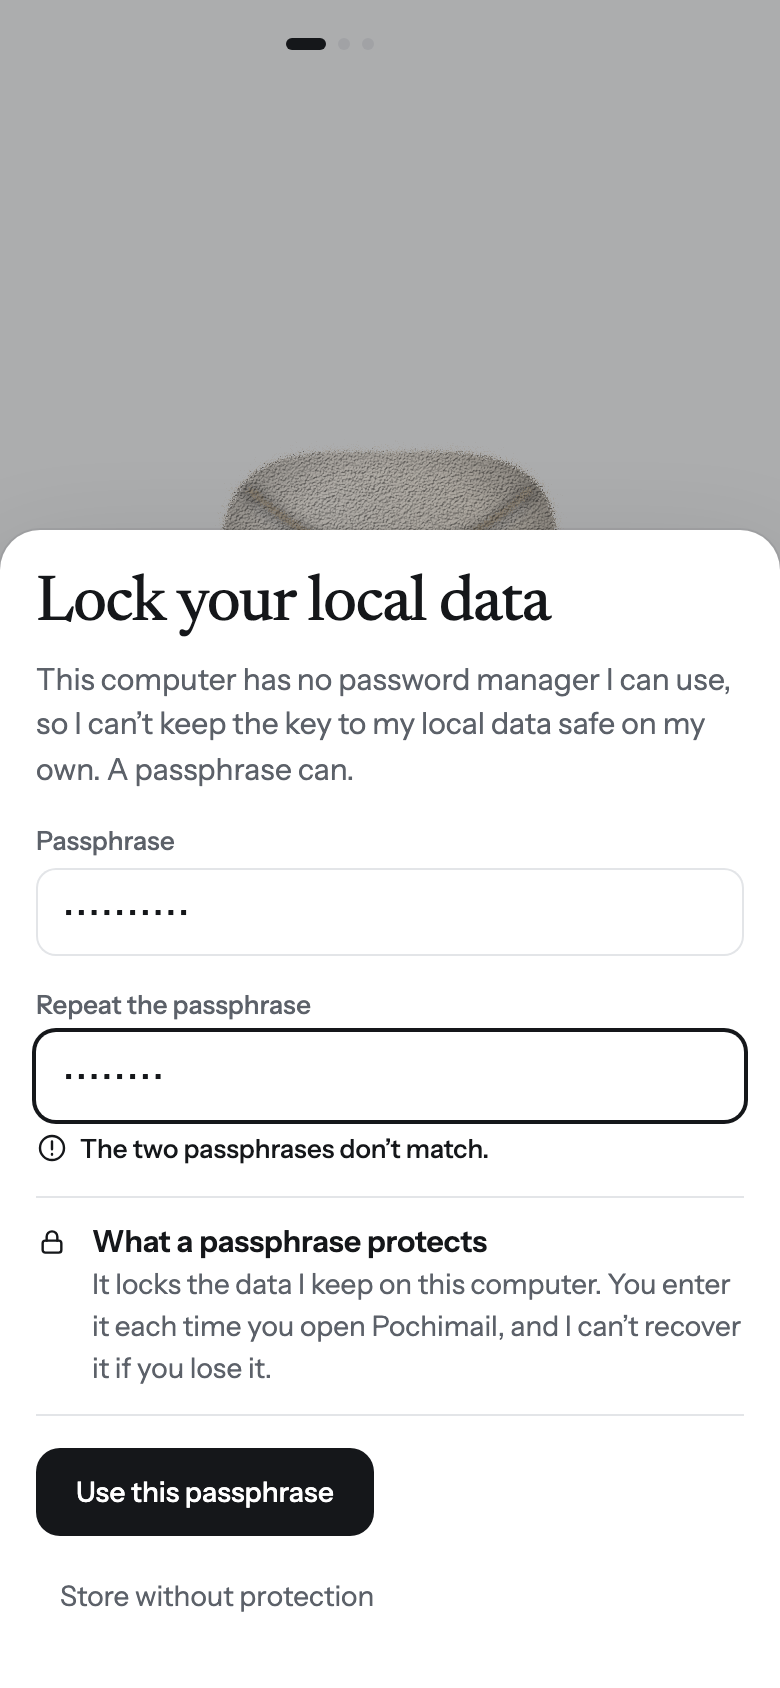 Lock your local data
This computer has no password manager I can use,
so I can’t keep the key to my local data safe on my
own. A passphrase can.
Passphrase
··········
Repeat the passphrase
········
The two passphrases don’t match.
What a passphrase protects
It locks the data I keep on this computer. You enter
it each time you open Pochimail, and I can’t recover
it if you lose it.
Use this passphrase
Store without protection